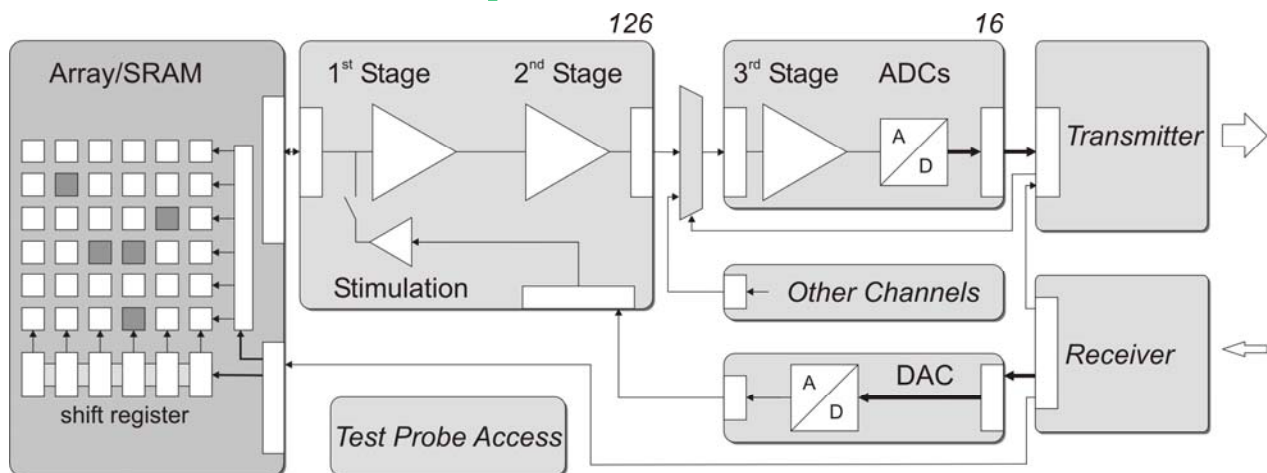 126
16
Array/SRAM
1st Stage
2nd Stage
3rd Stage
ADCs
A
D
Transmitter
Stimulation
Other Channels
Receiver
DAC
A
D
shift register
Test Probe Access